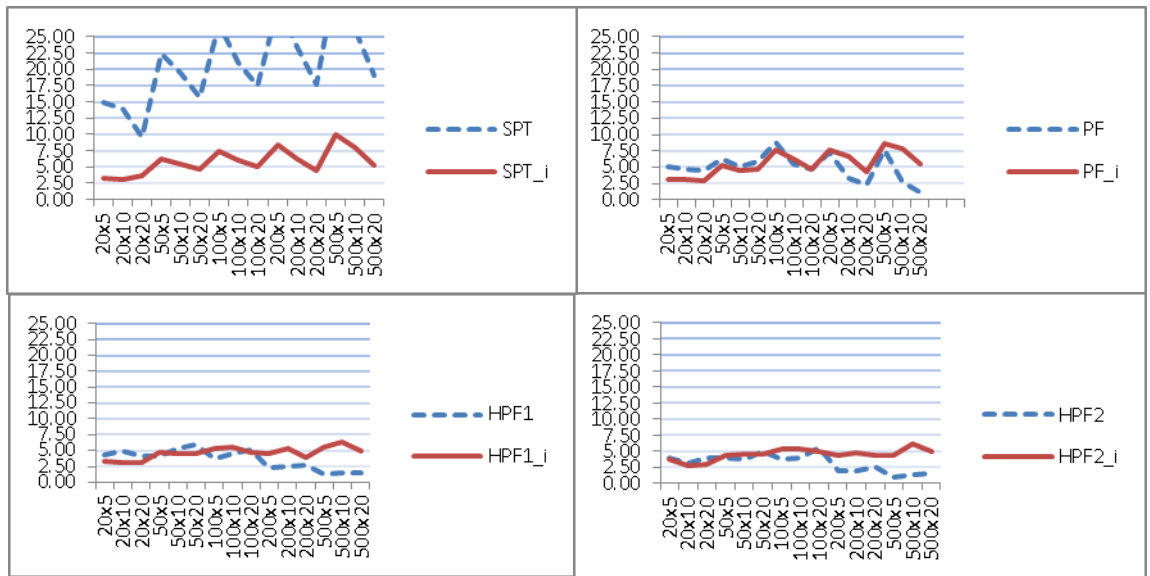 25.00
22.50
20.00
17.50
15.00
12.50
10.00
7.50
5.00
2.50
0.00
20x5
20x10
20x20
50x5
50x10
50x20
100x5
100x10
100x20
200x5
200x10
200x20
500x5
500x10
500x20
SPT
SPT_i
25.00
22.50
20.00
17.50
15.00
12.50
10.00
7.50
5.00
2.50
0.00
20x5
20x10
20x20
50x5
50x10
50x20
100x5
100x10
100x20
200x5
200x10
200x20
500x5
500x10
500x20
PF
PF_i
25.00
22.50
20.00
17.50
15.00
12.50
10.00
7.50
5.00
2.50
0.00
20x5
20x10
20x20
50x5
50x10
50x20
100x5
100x10
100x20
200x5
200x10
200x20
500x5
500x10
500x20
HPF1
HPF1_i
25.00
22.50
20.00
17.50
15.00
12.50
10.00
7.50
5.00
2.50
0.00
20x5
20x10
20x20
50x5
50x10
50x20
100x5
100x10
100x20
200x5
200x10
200x20
500x5
500x10
500x20
HPF2
HPF2_i